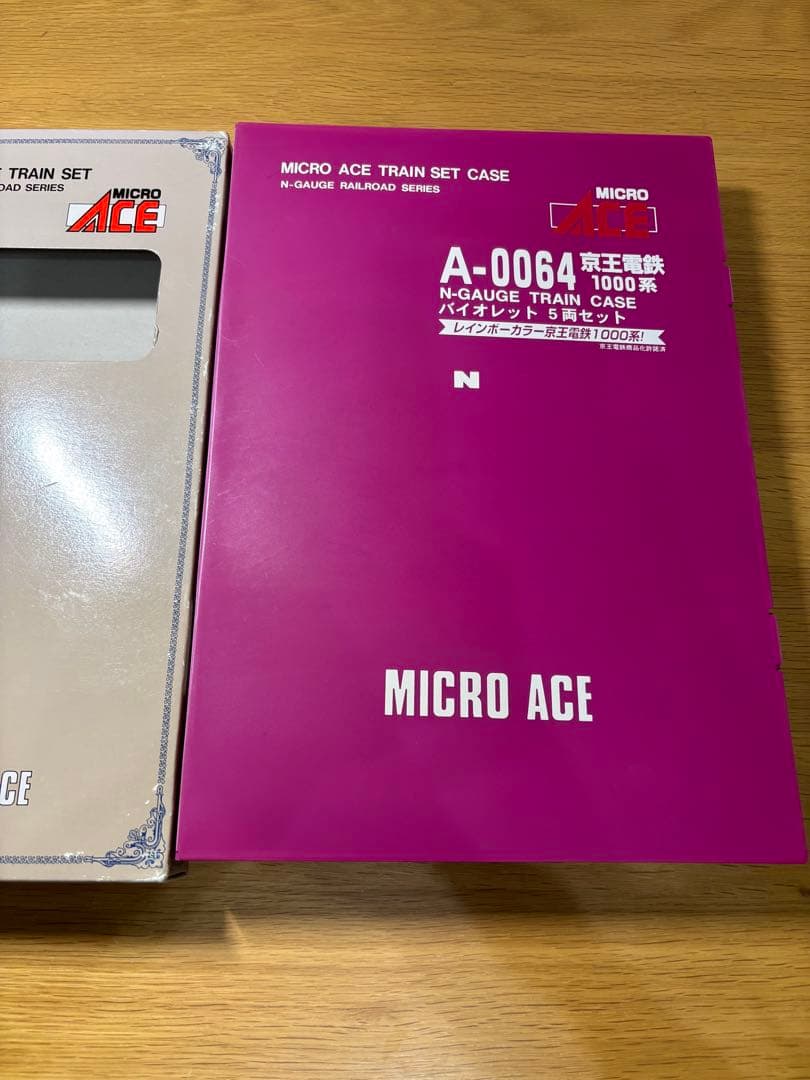 TRAIN SET
ROAD SERIES
MICRO
ACE
CE
MICRO ACE TRAIN SET CASE
N-GAUGE RAILROAD SERIES
MICRO
ACE
A-0064 京王電鉄
1000系
N-GAUGE TRAIN CASE
バイオレット 5両セット
レインボーカラー京王電鉄1000系!
京王電鉄商品化許諾済
N
MICRO ACE